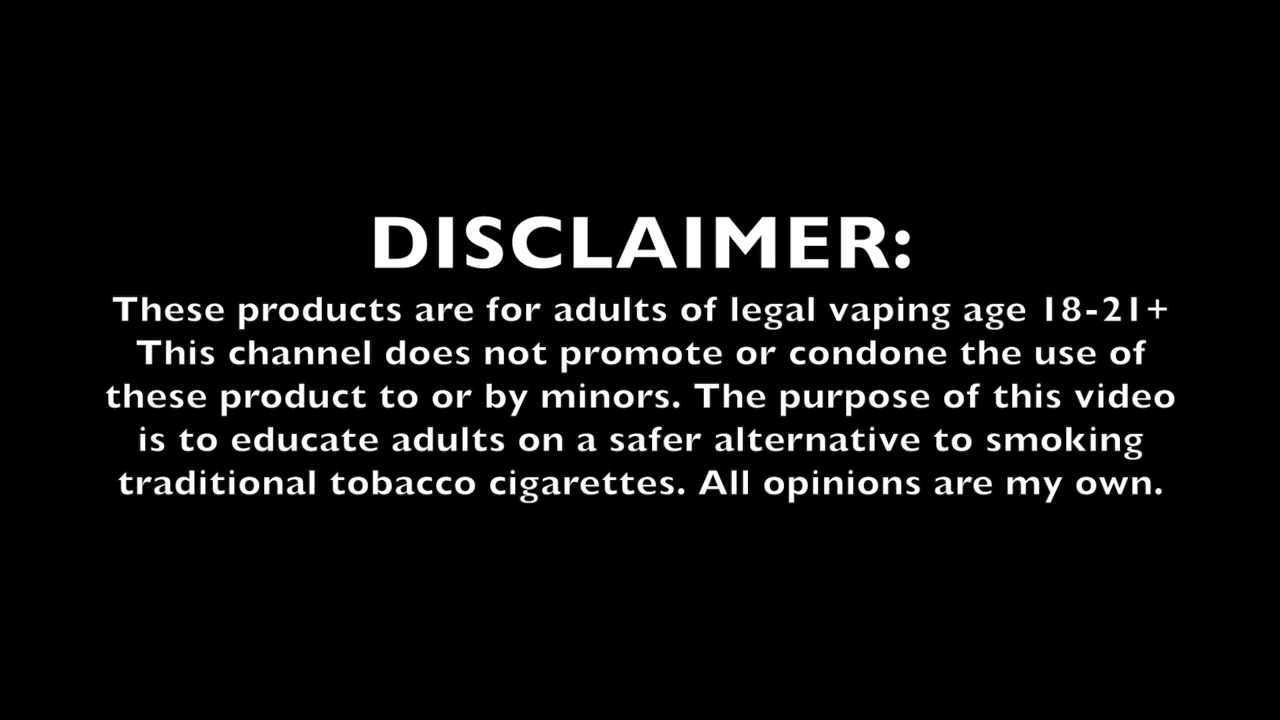 DISCLAIMER:
These products are for adults of legal vaping age 18-21+
This channel does not promote or condone the use of
these product to or by minors. The purpose of this video
is to educate adults on a safer alternative to smoking
traditional tobacco cigarettes. All opinions are my own.